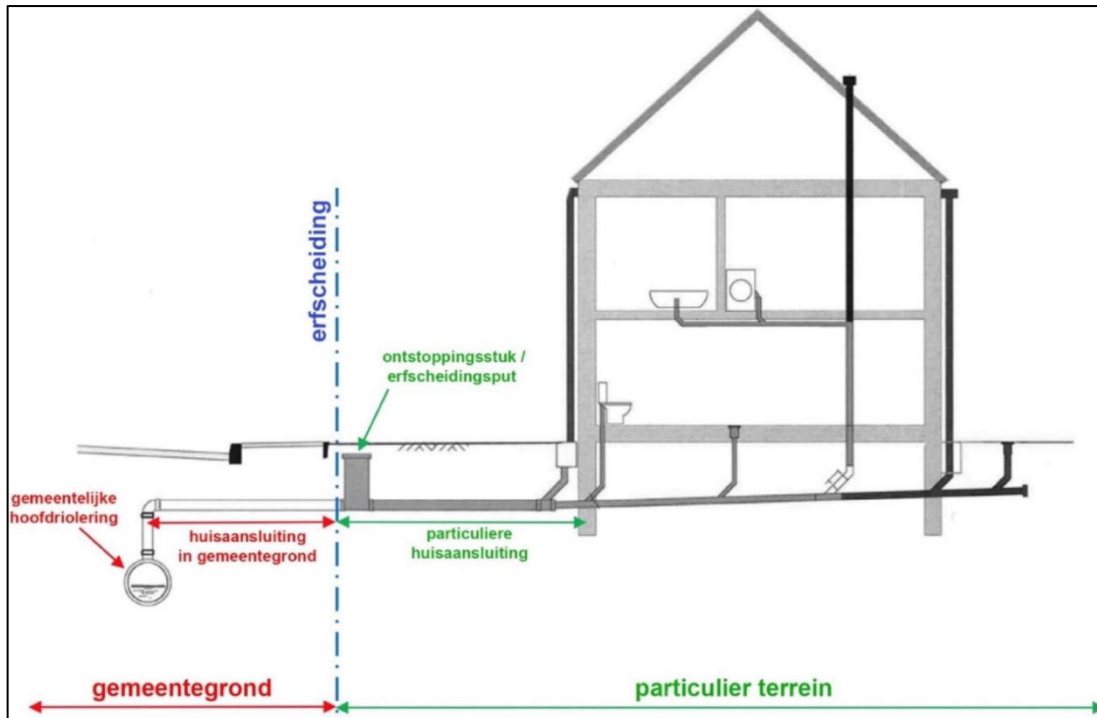 erfscheiding
ontstoppingsstuk /
erfscheidingsput
gemeentelijke
hoofdriolering
huisaansluiting
in gemeentegrond
particuliere
huisaansluiting
gemeentegrond
particulier terrein